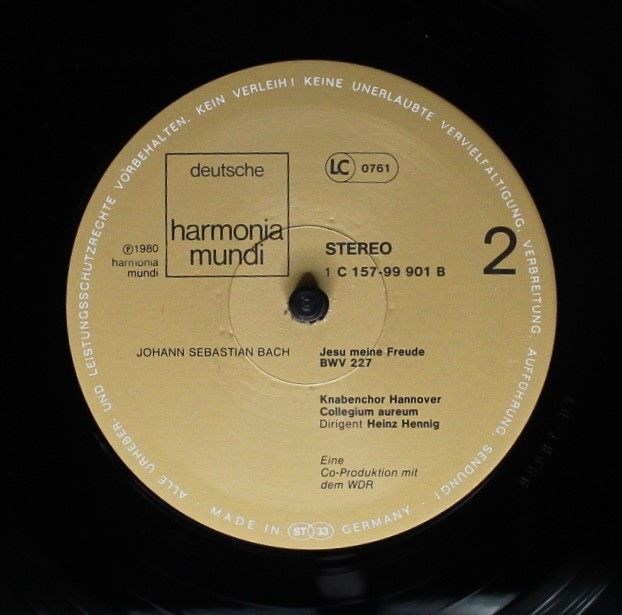 ALLE URHEBER- UND LEISTUNGSSCHUTZRECHTE VORBEHALTEN. KEIN VERLEIH! KEINE UNERLAUBTE VERVIELFÄLTIGUNG, VERBREITUNG, AUFFÜHRUNG, SENDUNG!
deutsche
harmonia
mundi
LC 0761
℗1980
harmonia
mundi
STEREO
1 C 157-99 901 B
2
JOHANN SEBASTIAN BACH
Jesu meine Freude
BWV 227
Knabenchor Hannover
Collegium aureum
Dirigent Heinz Hennig
Eine
Co-Produktion mit
dem WDR
· MADE IN ST 33 GERMANY ·